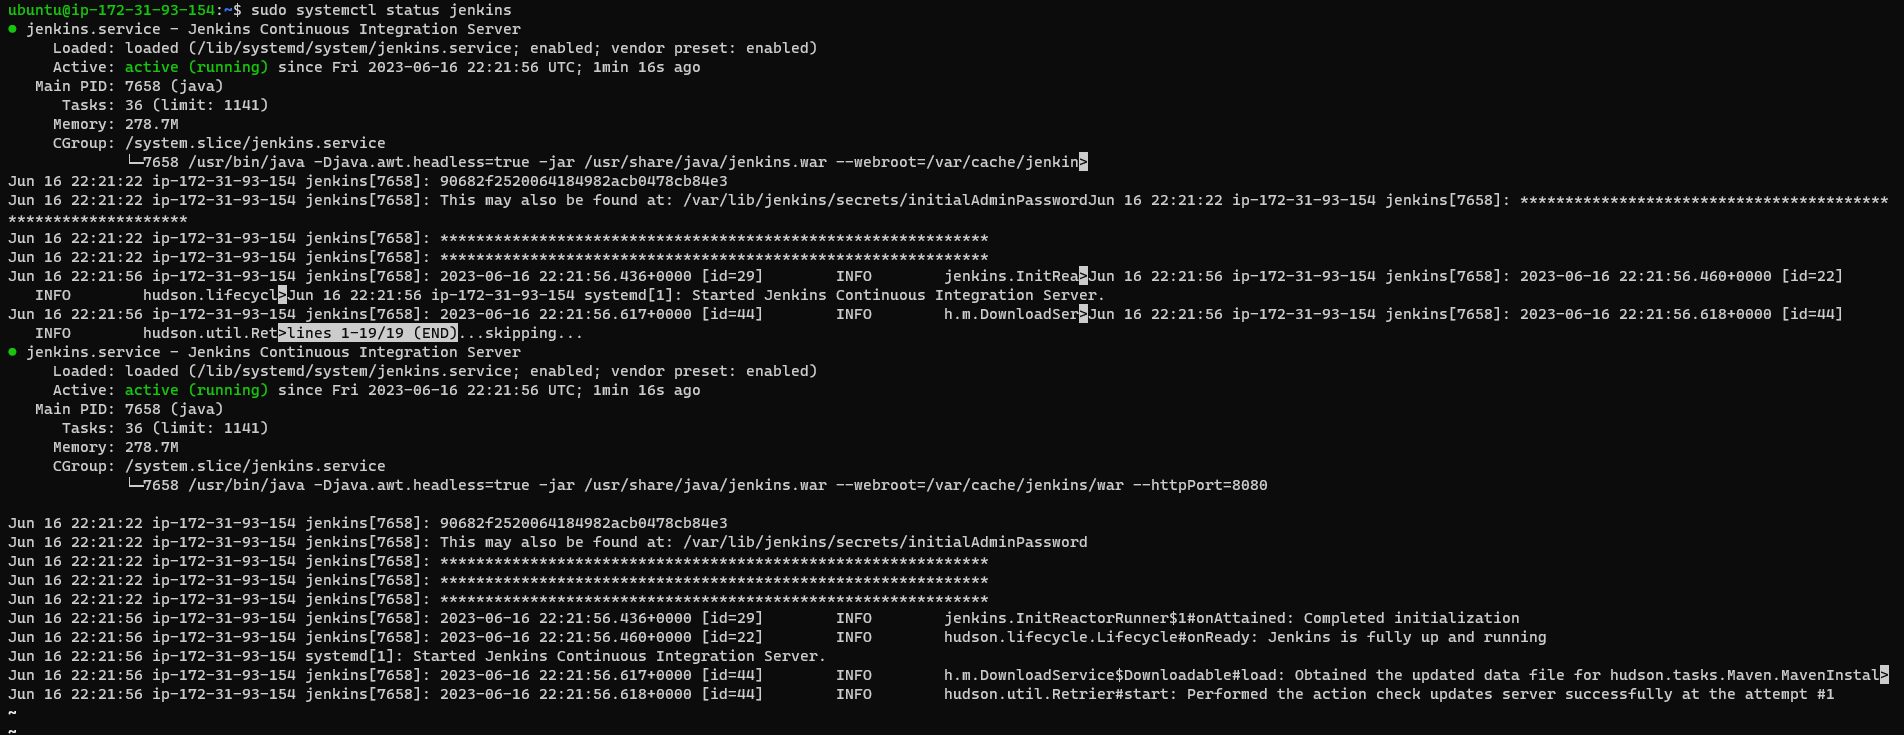 ubuntu@ip-172-31-93-154:~$ sudo systemctl status jenkins
● jenkins.service - Jenkins Continuous Integration Server
     Loaded: loaded (/lib/systemd/system/jenkins.service; enabled; vendor preset: enabled)
     Active: active (running) since Fri 2023-06-16 22:21:56 UTC; 1min 16s ago
   Main PID: 7658 (java)
      Tasks: 36 (limit: 1141)
     Memory: 278.7M
     CGroup: /system.slice/jenkins.service
             └─7658 /usr/bin/java -Djava.awt.headless=true -jar /usr/share/java/jenkins.war --webroot=/var/cache/jenkin>
Jun 16 22:21:22 ip-172-31-93-154 jenkins[7658]: 90682f2520064184982acb0478cb84e3
Jun 16 22:21:22 ip-172-31-93-154 jenkins[7658]: This may also be found at: /var/lib/jenkins/secrets/initialAdminPasswordJun 16 22:21:22 ip-172-31-93-154 jenkins[7658]: *****************************************
********************
Jun 16 22:21:22 ip-172-31-93-154 jenkins[7658]: *************************************************************
Jun 16 22:21:22 ip-172-31-93-154 jenkins[7658]: *************************************************************
Jun 16 22:21:56 ip-172-31-93-154 jenkins[7658]: 2023-06-16 22:21:56.436+0000 [id=29]        INFO        jenkins.InitRea>Jun 16 22:21:56 ip-172-31-93-154 jenkins[7658]: 2023-06-16 22:21:56.460+0000 [id=22]
   INFO        hudson.lifecycl>Jun 16 22:21:56 ip-172-31-93-154 systemd[1]: Started Jenkins Continuous Integration Server.
Jun 16 22:21:56 ip-172-31-93-154 jenkins[7658]: 2023-06-16 22:21:56.617+0000 [id=44]        INFO        h.m.DownloadSer>Jun 16 22:21:56 ip-172-31-93-154 jenkins[7658]: 2023-06-16 22:21:56.618+0000 [id=44]
   INFO        hudson.util.Ret>lines 1-19/19 (END)...skipping...
● jenkins.service - Jenkins Continuous Integration Server
     Loaded: loaded (/lib/systemd/system/jenkins.service; enabled; vendor preset: enabled)
     Active: active (running) since Fri 2023-06-16 22:21:56 UTC; 1min 16s ago
   Main PID: 7658 (java)
      Tasks: 36 (limit: 1141)
     Memory: 278.7M
     CGroup: /system.slice/jenkins.service
             └─7658 /usr/bin/java -Djava.awt.headless=true -jar /usr/share/java/jenkins.war --webroot=/var/cache/jenkins/war --httpPort=8080

Jun 16 22:21:22 ip-172-31-93-154 jenkins[7658]: 90682f2520064184982acb0478cb84e3
Jun 16 22:21:22 ip-172-31-93-154 jenkins[7658]: This may also be found at: /var/lib/jenkins/secrets/initialAdminPassword
Jun 16 22:21:22 ip-172-31-93-154 jenkins[7658]: *************************************************************
Jun 16 22:21:22 ip-172-31-93-154 jenkins[7658]: *************************************************************
Jun 16 22:21:22 ip-172-31-93-154 jenkins[7658]: *************************************************************
Jun 16 22:21:56 ip-172-31-93-154 jenkins[7658]: 2023-06-16 22:21:56.436+0000 [id=29]        INFO        jenkins.InitReactorRunner$1#onAttained: Completed initialization
Jun 16 22:21:56 ip-172-31-93-154 jenkins[7658]: 2023-06-16 22:21:56.460+0000 [id=22]        INFO        hudson.lifecycle.Lifecycle#onReady: Jenkins is fully up and running
Jun 16 22:21:56 ip-172-31-93-154 systemd[1]: Started Jenkins Continuous Integration Server.
Jun 16 22:21:56 ip-172-31-93-154 jenkins[7658]: 2023-06-16 22:21:56.617+0000 [id=44]        INFO        h.m.DownloadService$Downloadable#load: Obtained the updated data file for hudson.tasks.Maven.MavenInstal>
Jun 16 22:21:56 ip-172-31-93-154 jenkins[7658]: 2023-06-16 22:21:56.618+0000 [id=44]        INFO        hudson.util.Retrier#start: Performed the action check updates server successfully at the attempt #1
~
~